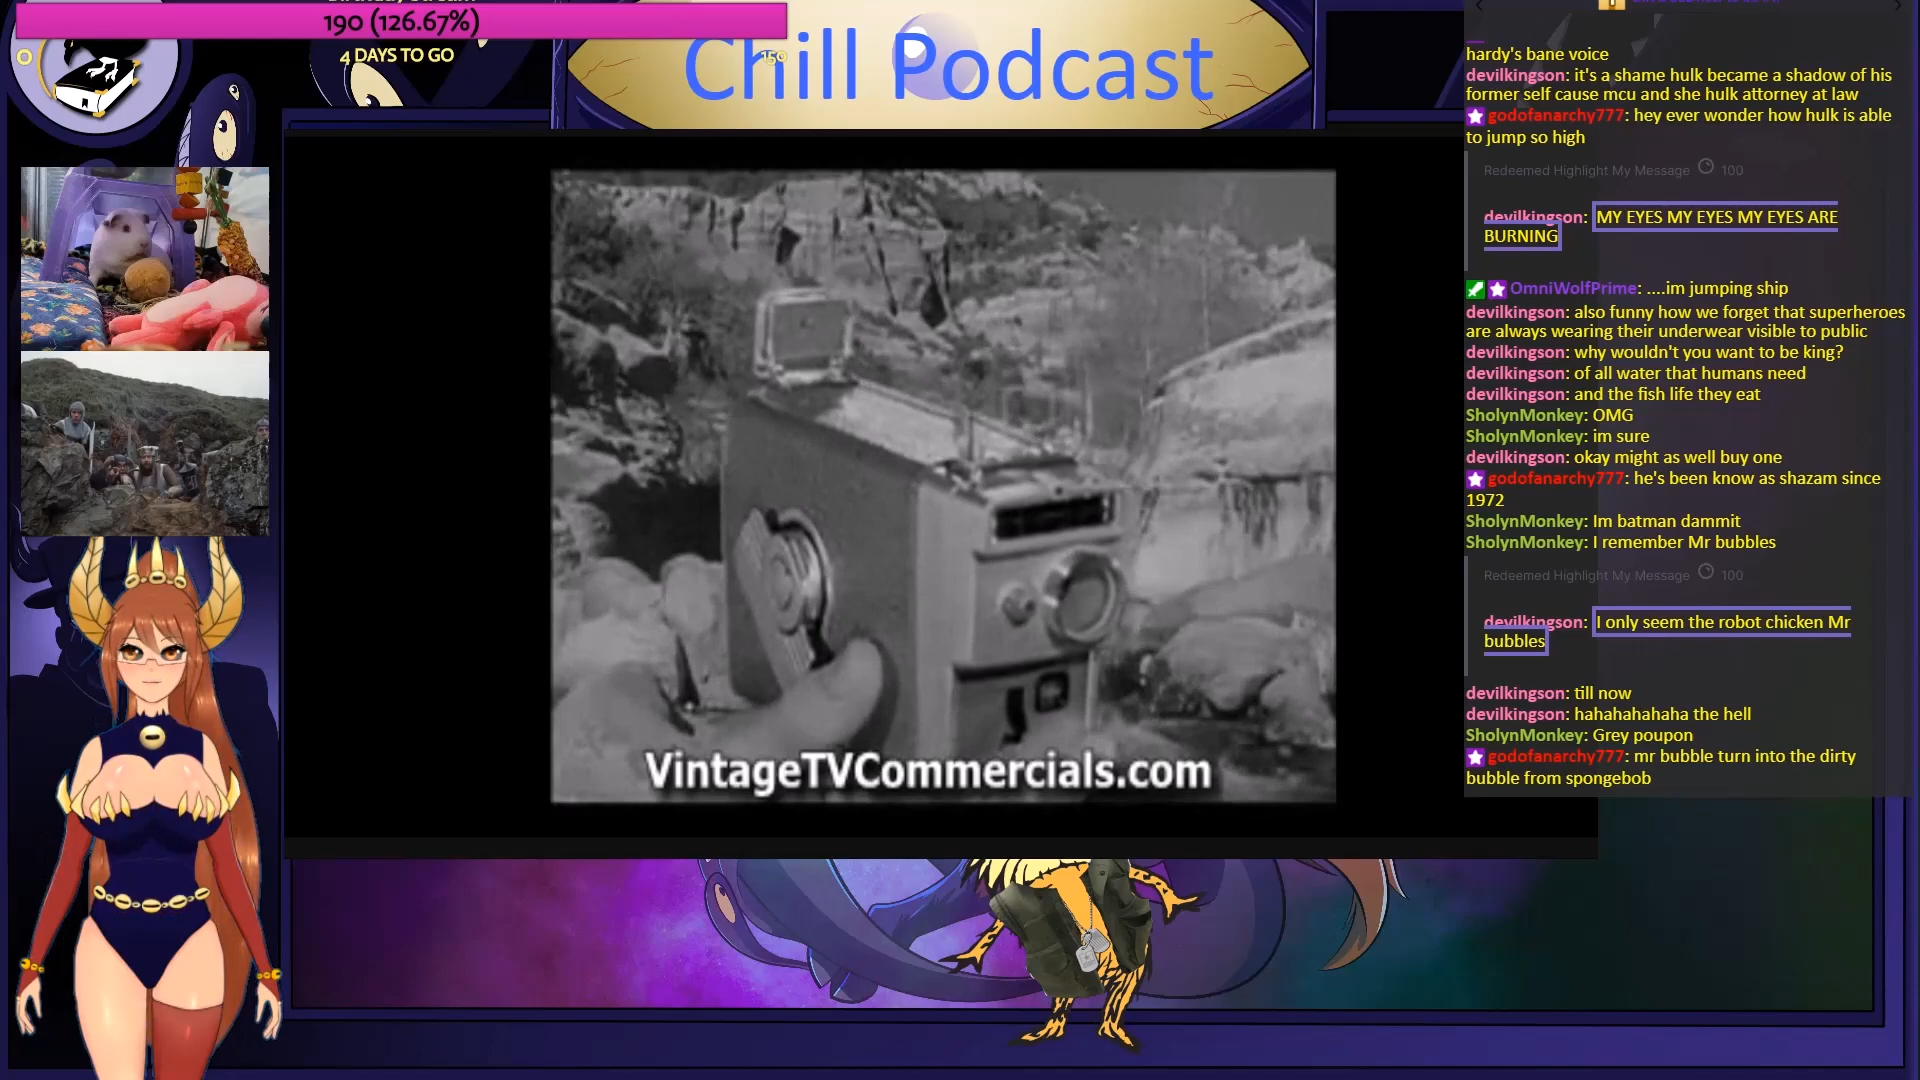 190 (126.67%)
4 DAYS TO GO
0
150
Chill Podcast
hardy's bane voice
devilkingson: it's a shame hulk became a shadow of his
former self cause mcu and she hulk attorney at law
godofanarchy777: hey ever wonder how hulk is able
to jump so high
Redeemed Highlight My Message 100
devilkingson: MY EYES MY EYES MY EYES ARE
BURNING
OmniWolfPrime: ....im jumping ship
devilkingson: also funny how we forget that superheroes
are always wearing their underwear visible to public
devilkingson: why wouldn't you want to be king?
devilkingson: of all water that humans need
devilkingson: and the fish life they eat
SholynMonkey: OMG
SholynMonkey: im sure
devilkingson: okay might as well buy one
godofanarchy777: he's been know as shazam since
1972
SholynMonkey: Im batman dammit
SholynMonkey: I remember Mr bubbles
Redeemed Highlight My Message 100
devilkingson: I only seem the robot chicken Mr
bubbles
devilkingson: till now
devilkingson: hahahahahaha the hell
SholynMonkey: Grey poupon
godofanarchy777: mr bubble turn into the dirty
bubble from spongebob
VintageTVCommercials.com